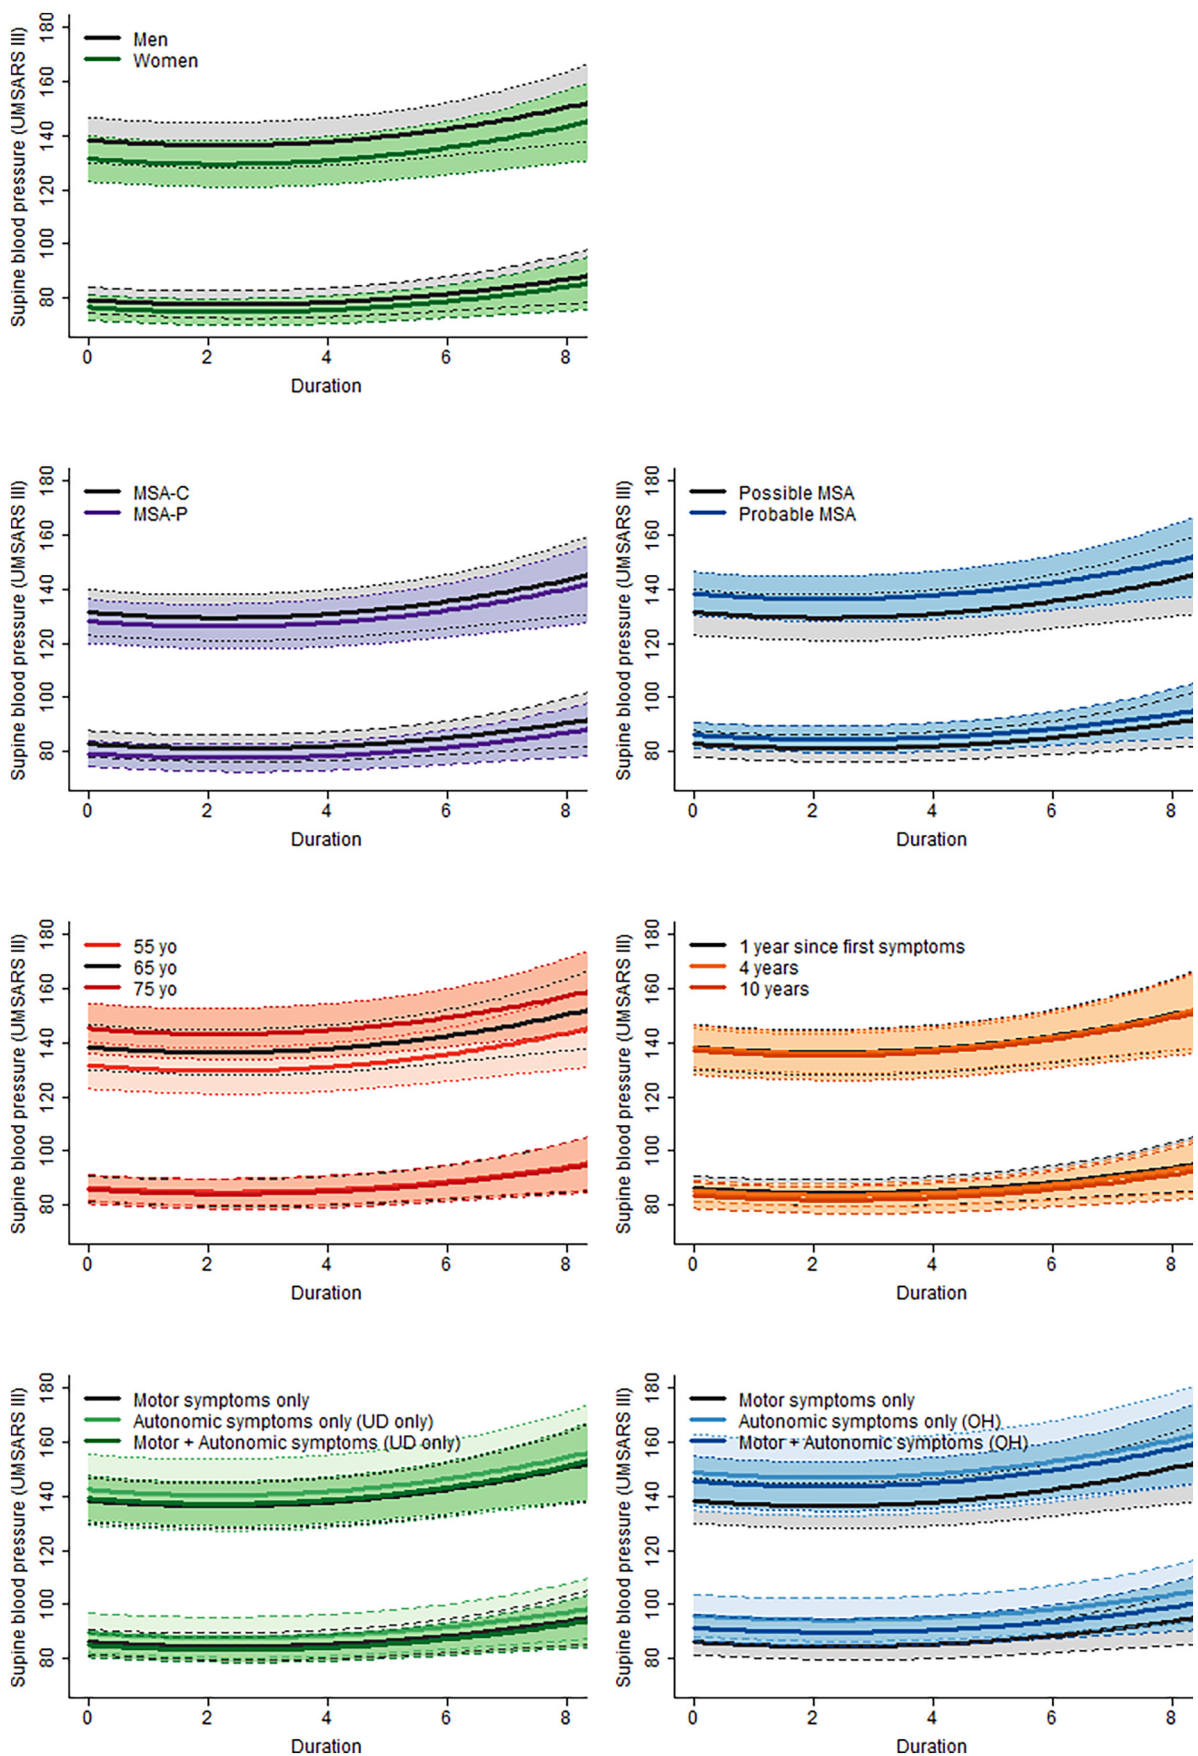 Supine blood pressure (UMSARS III)
180
160
140
120
100
80
Men
Women
0 2 4 6 8
Duration
Supine blood pressure (UMSARS III)
180
160
140
120
100
80
MSA-C
MSA-P
0 2 4 6 8
Duration
Supine blood pressure (UMSARS III)
180
160
140
120
100
80
Possible MSA
Probable MSA
0 2 4 6 8
Duration
Supine blood pressure (UMSARS III)
180
160
140
120
100
80
55 yo
65 yo
75 yo
0 2 4 6 8
Duration
Supine blood pressure (UMSARS III)
180
160
140
120
100
80
1 year since first symptoms
4 years
10 years
0 2 4 6 8
Duration
Supine blood pressure (UMSARS III)
180
160
140
120
100
80
Motor symptoms only
Autonomic symptoms only (UD only)
Motor + Autonomic symptoms (UD only)
0 2 4 6 8
Duration
Supine blood pressure (UMSARS III)
180
160
140
120
100
80
Motor symptoms only
Autonomic symptoms only (OH)
Motor + Autonomic symptoms (OH)
0 2 4 6 8
Duration